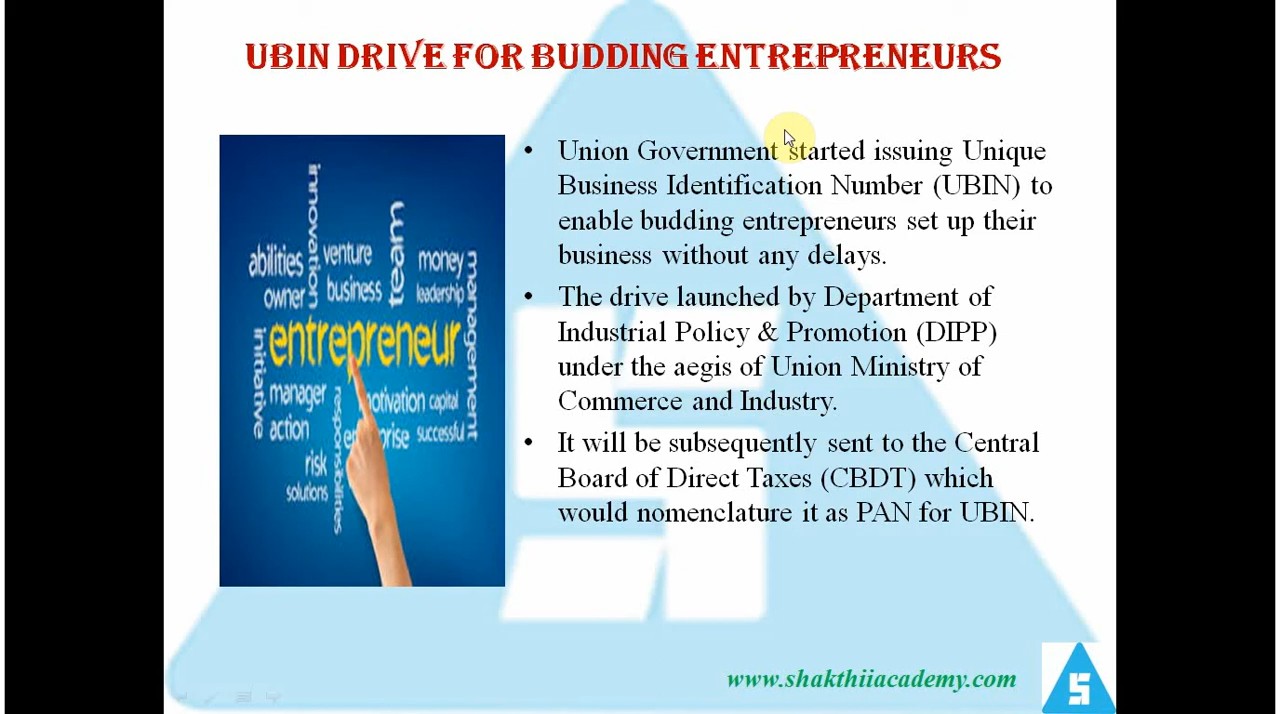 UBIN DRIVE FOR BUDDING ENTREPRENEURS
innovation
abilities
venture
team
money
management
owner
business
leadership
initiative
entrepreneur
manager
responsibilities
motivation
capital
action
successful
risk
solutions
• Union Government started issuing Unique
Business Identification Number (UBIN) to
enable budding entrepreneurs set up their
business without any delays.
• The drive launched by Department of
Industrial Policy & Promotion (DIPP)
under the aegis of Union Ministry of
Commerce and Industry.
• It will be subsequently sent to the Central
Board of Direct Taxes (CBDT) which
would nomenclature it as PAN for UBIN.
www.shakthiiacademy.com